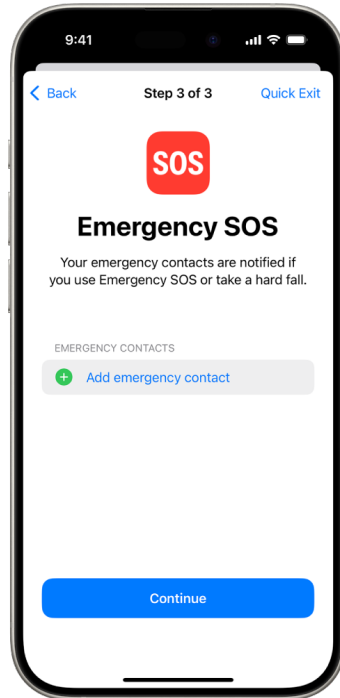 9:41
Back
Step 3 of 3
Quick Exit
SOS
Emergency SOS
Your emergency contacts are notified if
you use Emergency SOS or take a hard fall.
EMERGENCY CONTACTS
Add emergency contact
Continue